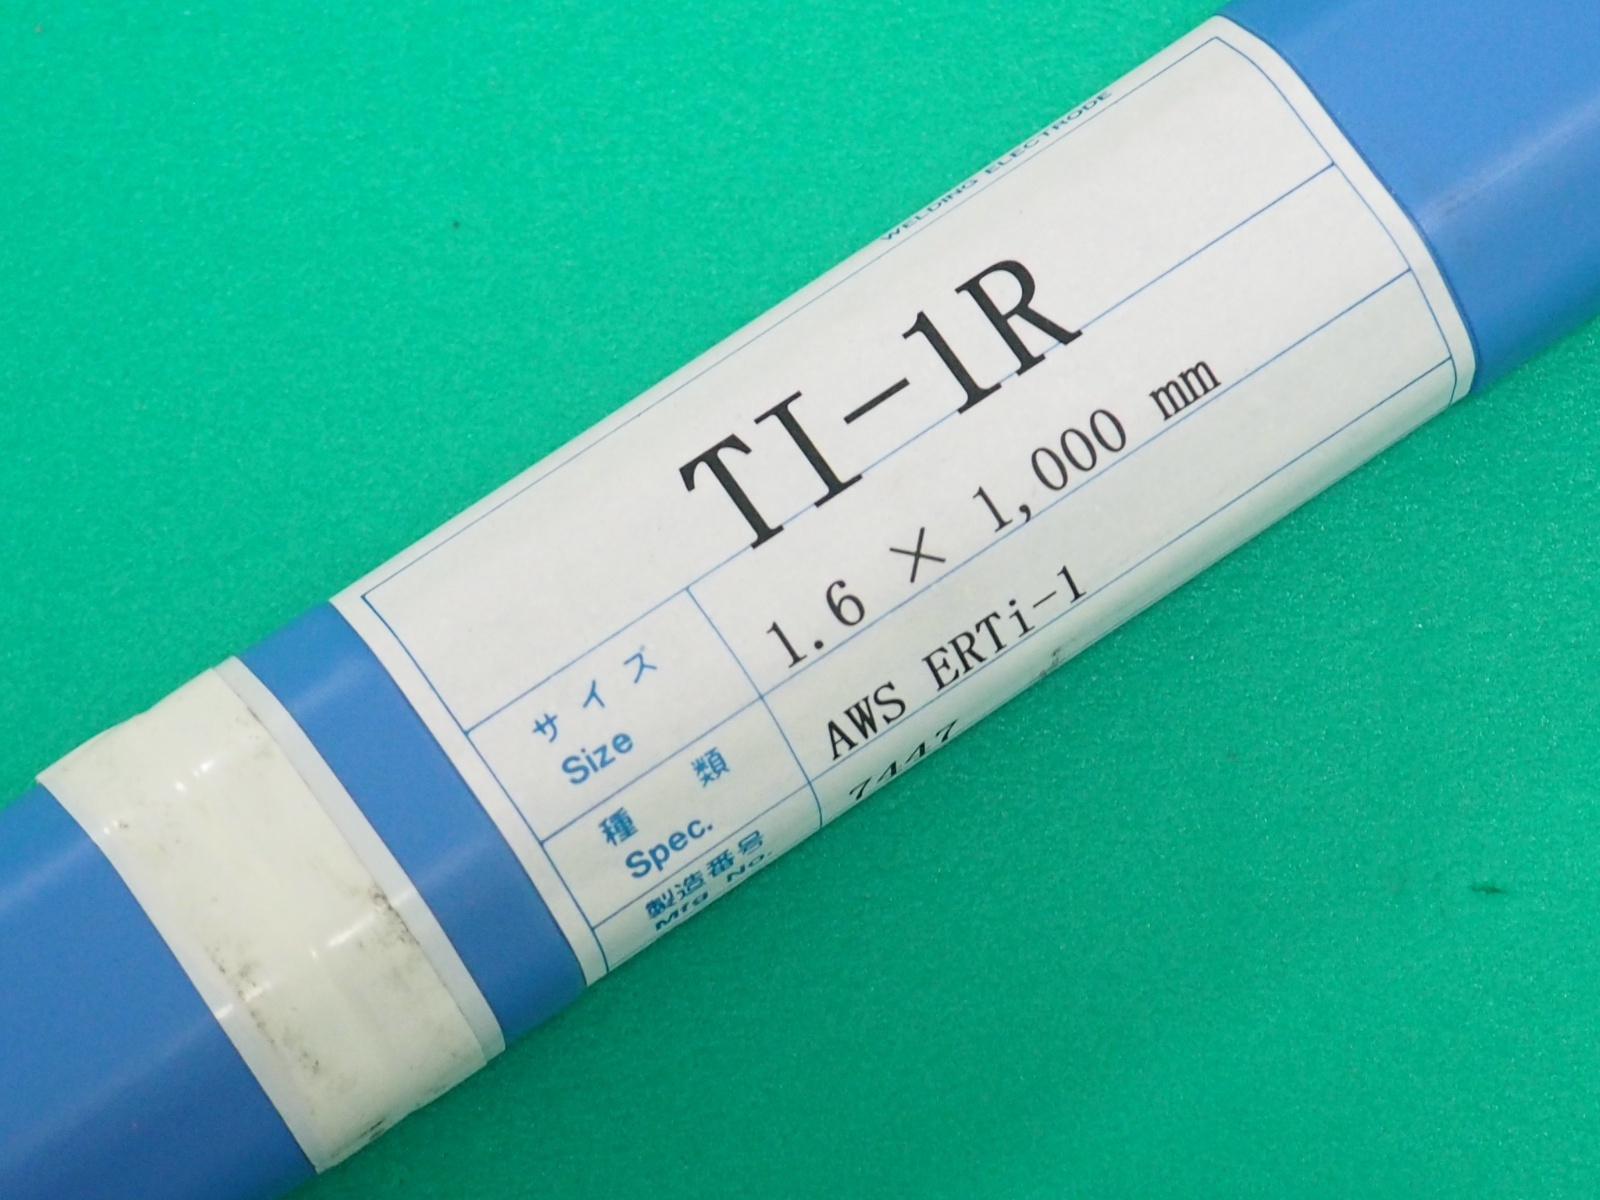 WELDING ELECTRODE
TI-1R
サイズ
Size
1.6 × 1,000 mm
種 類
Spec.
AWS ERTi-1
製造番号
Mfg No.
7447